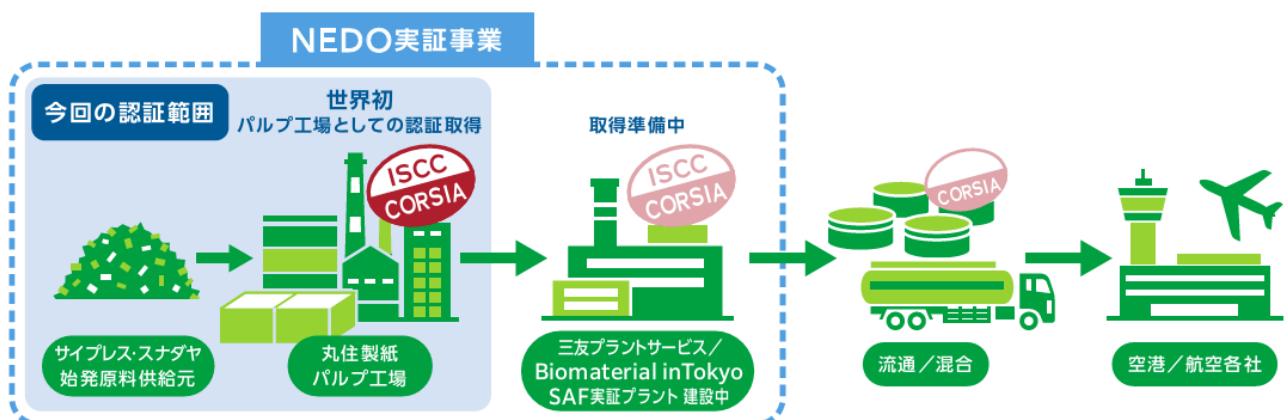 NEDO実証事業
今回の認証範囲
世界初
パルプ工場としての認証取得
ISCC
CORSIA
取得準備中
ISCC
CORSIA
CORSIA
サイプレス・スナダヤ
始発原料供給元
丸住製紙
パルプ工場
三友プラントサービス／
Biomaterial inTokyo
SAF実証プラント 建設中
流通／混合
空港／航空各社